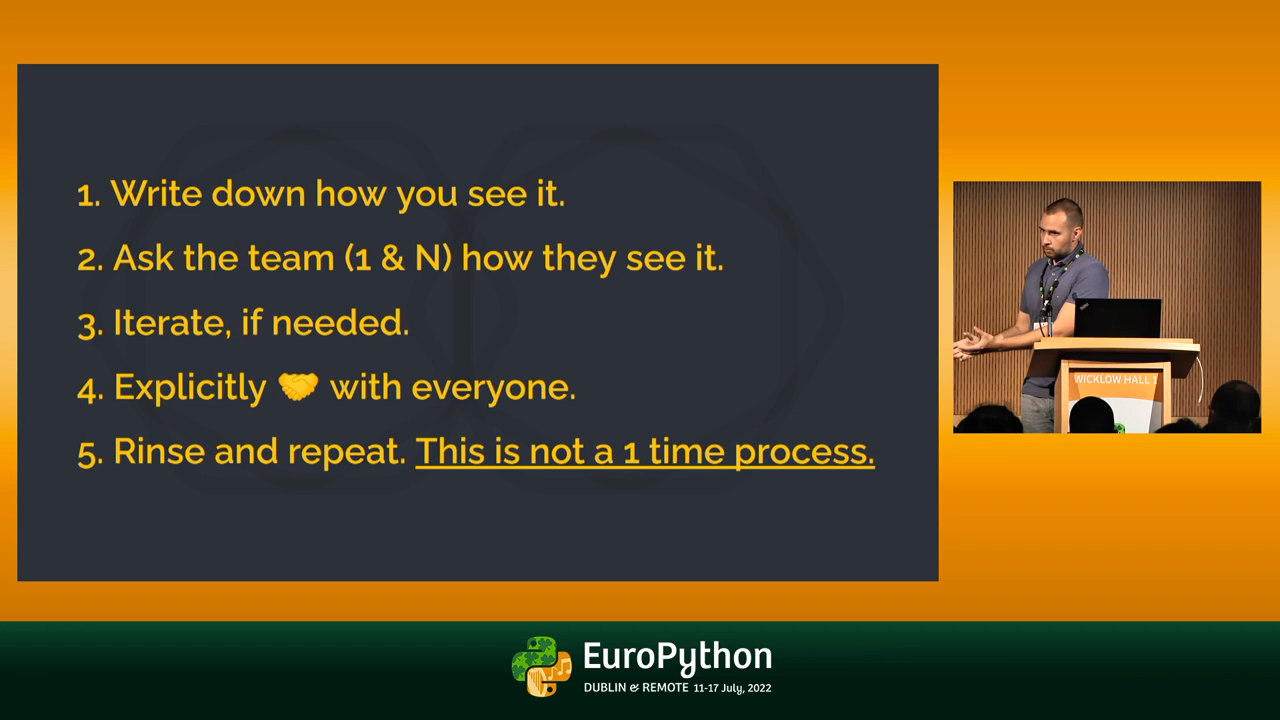 1. Write down how you see it.
2. Ask the team (1 & N) how they see it.
3. Iterate, if needed.
4. Explicitly 🤝 with everyone.
5. Rinse and repeat. This is not a 1 time process.
WICKLOW HALL 1
EuroPython
DUBLIN & REMOTE 11-17 July, 2022